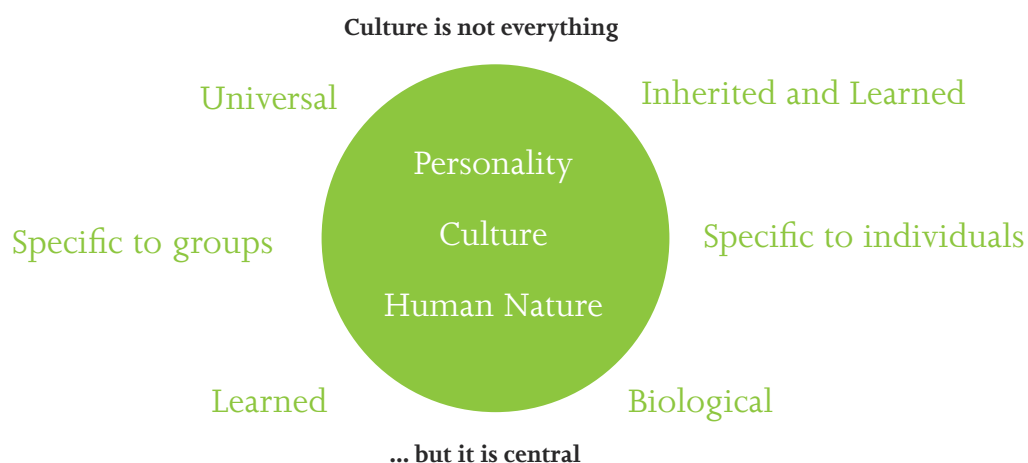 Culture is not everything
Universal
Inherited and Learned
Personality
Specific to groups
Culture
Specific to individuals
Human Nature
Learned
Biological
... but it is central